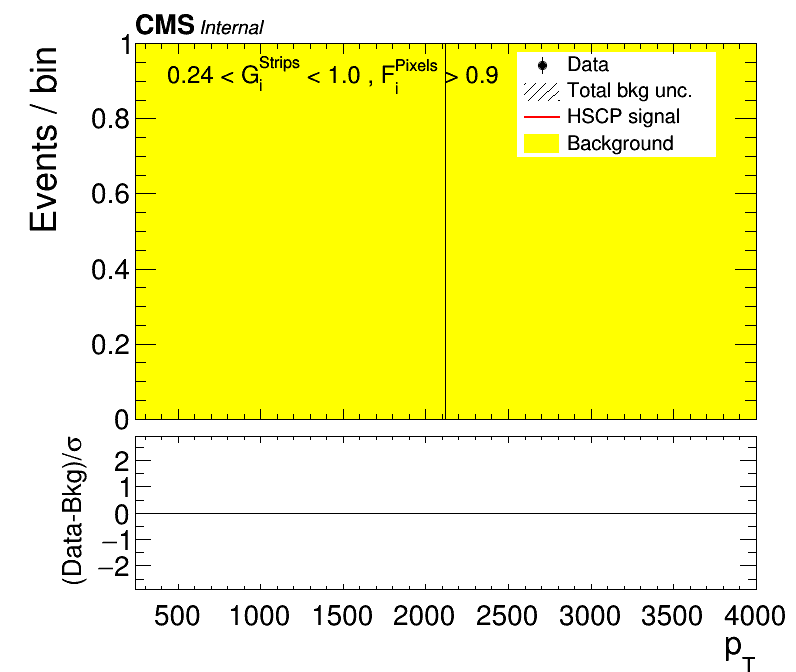 CMS Internal
0.24 < G_i^Strips < 1.0 , F_i^Pixels > 0.9
Data
Total bkg unc.
HSCP signal
Background
Events / bin
1
0.8
0.6
0.4
0.2
0
(Data-Bkg)/σ
2
1
0
−1
−2
500 1000 1500 2000 2500 3000 3500 4000
p_T